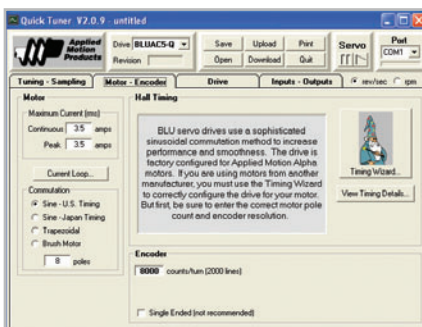 Quick Tuner V2.0.9 - untitled
Applied Motion Products
Drive BLUAC5-Q
Revision
Save Upload Print
Open Download Quit
Servo
Port
COM1
Tuning - Sampling Motor - Encoder Drive Inputs - Outputs rev/sec rpm
Motor
Maximum Current (rms)
Continuous 3.5 amps
Peak 3.5 amps
Current Loop...
Commutation
Sine - U.S. Timing
Sine - Japan Timing
Trapezoidal
Brush Motor
8 poles
Hall Timing
BLU servo drives use a sophisticated
sinusoidal commutation method to increase
performance and smoothness. The drive is
factory configured for Applied Motion Alpha
motors. If you are using motors from another
manufacturer, you must use the Timing Wizard
to correctly configure the drive for your motor.
But first, be sure to enter the correct motor pole
count and encoder resolution.
Timing Wizard...
View Timing Details...
Encoder
8000 counts/turn (2000 lines)
Single Ended (not recommended)